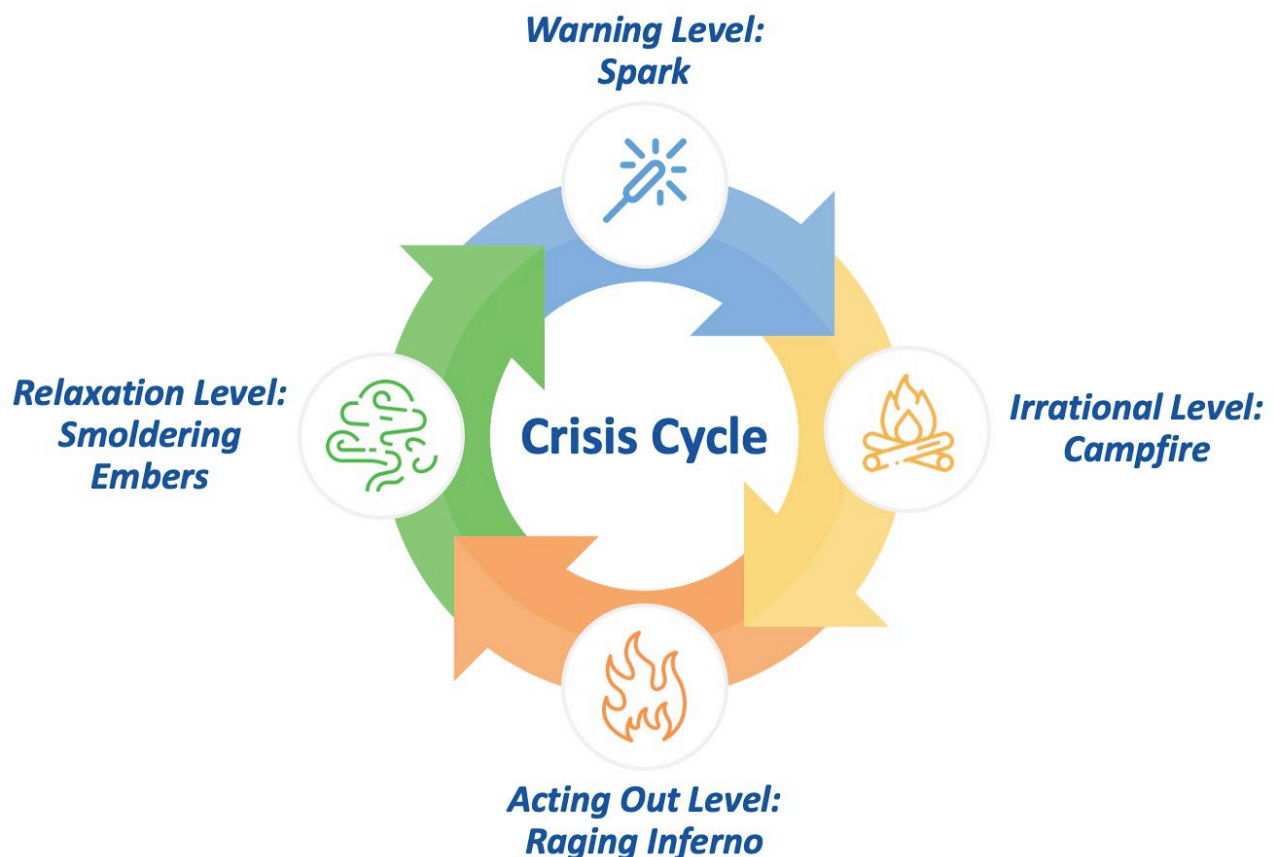 Warning Level:
Spark
Relaxation Level:
Smoldering
Embers
Crisis Cycle
Irrational Level:
Campfire
Acting Out Level:
Raging Inferno